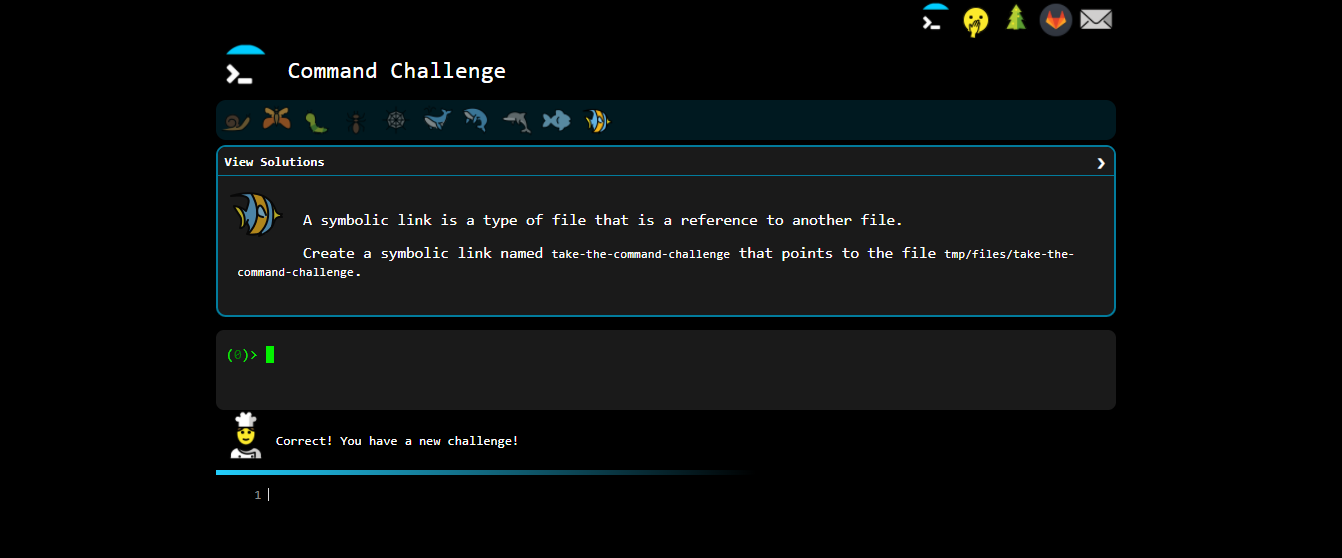 Command Challenge
View Solutions
A symbolic link is a type of file that is a reference to another file.
Create a symbolic link named take-the-command-challenge that points to the file tmp/files/take-the-
command-challenge.
(0)>
Correct! You have a new challenge!
1